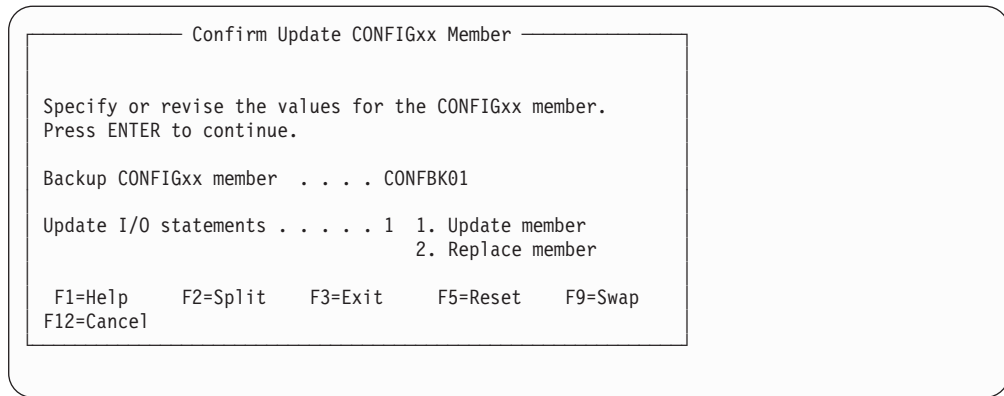 Confirm Update CONFIGxx Member
Specify or revise the values for the CONFIGxx member.
Press ENTER to continue.
Backup CONFIGxx member . . . . CONFBK01
Update I/O statements . . . . . 1 1. Update member
2. Replace member
F1=Help F2=Split F3=Exit F5=Reset F9=Swap
F12=Cancel